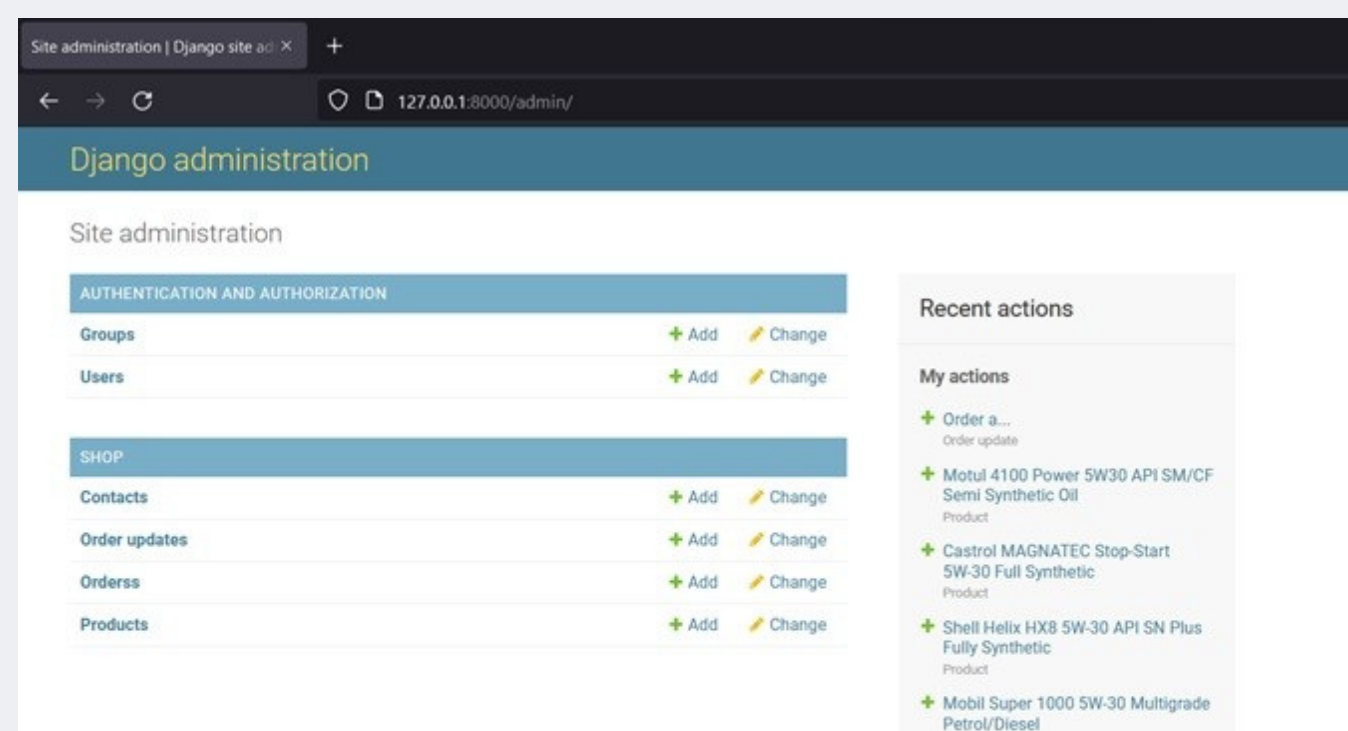 Site administration | Django site ad
127.0.0.1:8000/admin/
Django administration
Site administration
AUTHENTICATION AND AUTHORIZATION
Groups + Add Change
Users + Add Change
SHOP
Contacts + Add Change
Order updates + Add Change
Orderss + Add Change
Products + Add Change
Recent actions
My actions
+ Order a...
Order update
+ Motul 4100 Power 5W30 API SM/CF
Semi Synthetic Oil
Product
+ Castrol MAGNATEC Stop-Start
5W-30 Full Synthetic
Product
+ Shell Helix HX8 5W-30 API SN Plus
Fully Synthetic
Product
+ Mobil Super 1000 5W-30 Multigrade
Petrol/Diesel